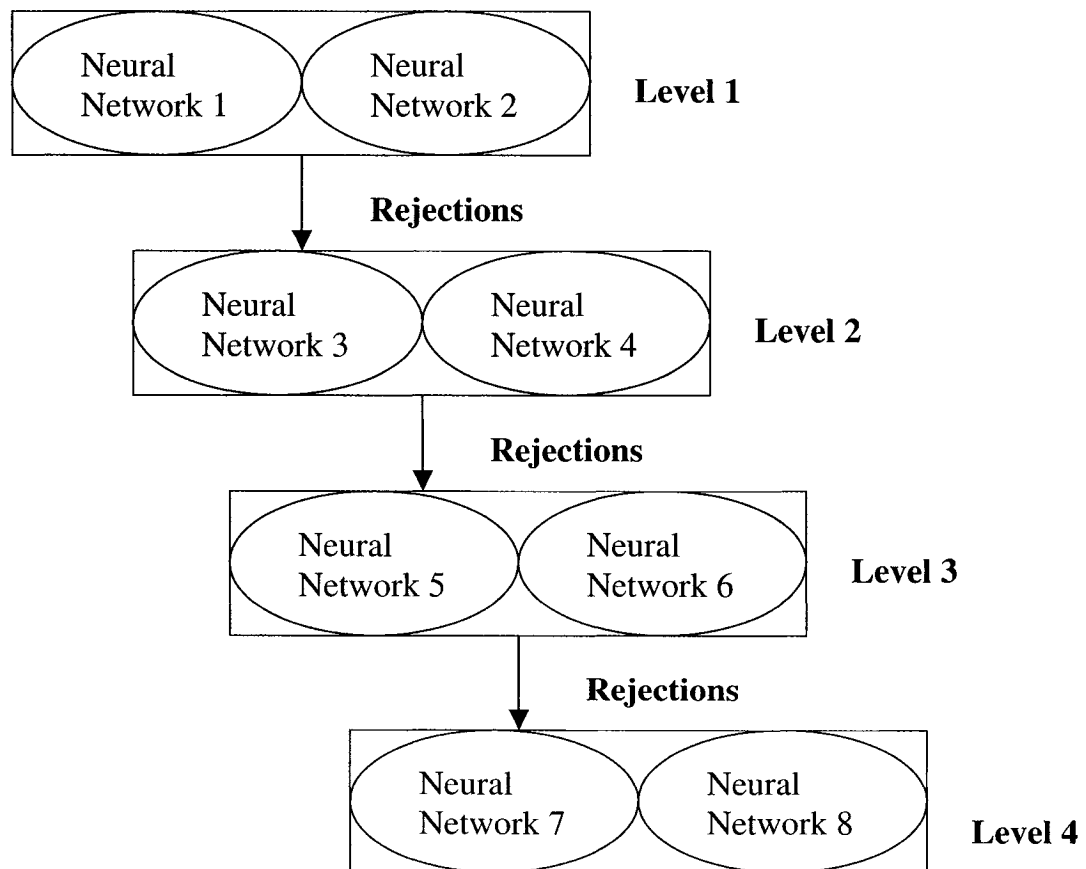 Neural
Network 1
Neural
Network 2
Level 1
Rejections
Neural
Network 3
Neural
Network 4
Level 2
Rejections
Neural
Network 5
Neural
Network 6
Level 3
Rejections
Neural
Network 7
Neural
Network 8
Level 4